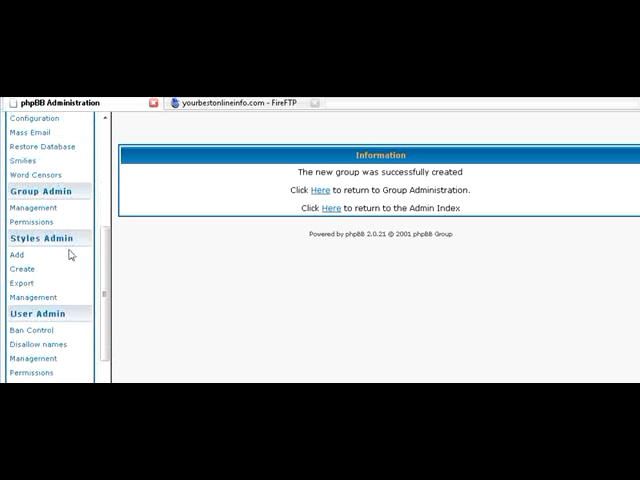 phpBB Administration
yourbestonlineinfo.com - FireFTP
Configuration
Mass Email
Restore Database
Smilies
Word Censors
Group Admin
Management
Permissions
Styles Admin
Add
Create
Export
Management
User Admin
Ban Control
Disallow names
Management
Permissions
Information
The new group was successfully created
Click Here to return to Group Administration.
Click Here to return to the Admin Index
Powered by phpBB 2.0.21 © 2001 phpBB Group